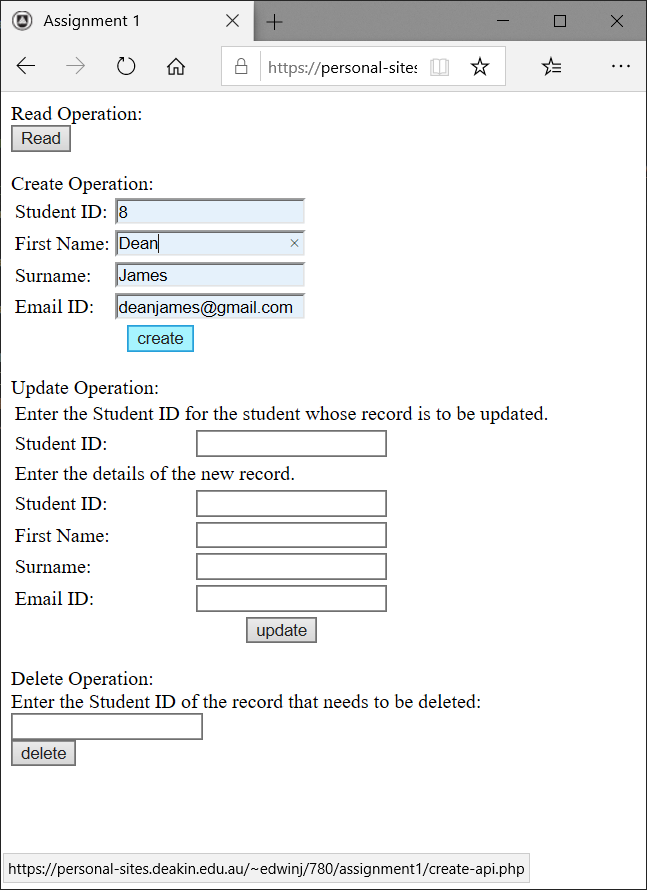 Assignment 1
https://personal-sites
Read Operation:
Read
Create Operation:
Student ID: 8
First Name: Dean
Surname: James
Email ID: deanjames@gmail.com
create
Update Operation:
Enter the Student ID for the student whose record is to be updated.
Student ID:
Enter the details of the new record.
Student ID:
First Name:
Surname:
Email ID:
update
Delete Operation:
Enter the Student ID of the record that needs to be deleted:
delete
https://personal-sites.deakin.edu.au/~edwinj/780/assignment1/create-api.php